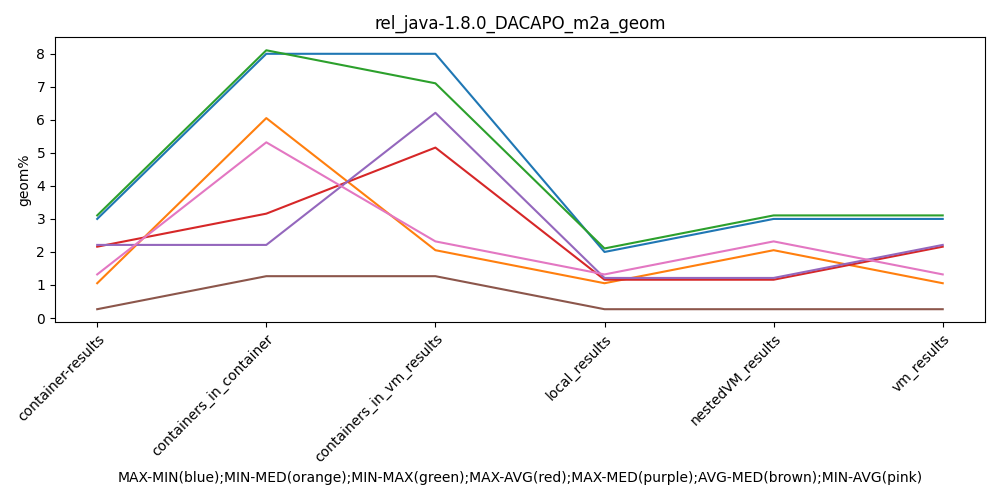 rel_java-1.8.0_DACAPO_m2a_geom
geom%
8
7
6
5
4
3
2
1
0
container-results
containers_in_container
containers_in_vm_results
local_results
nestedVM_results
vm_results
MAX-MIN(blue);MIN-MED(orange);MIN-MAX(green);MAX-AVG(red);MAX-MED(purple);AVG-MED(brown);MIN-AVG(pink)